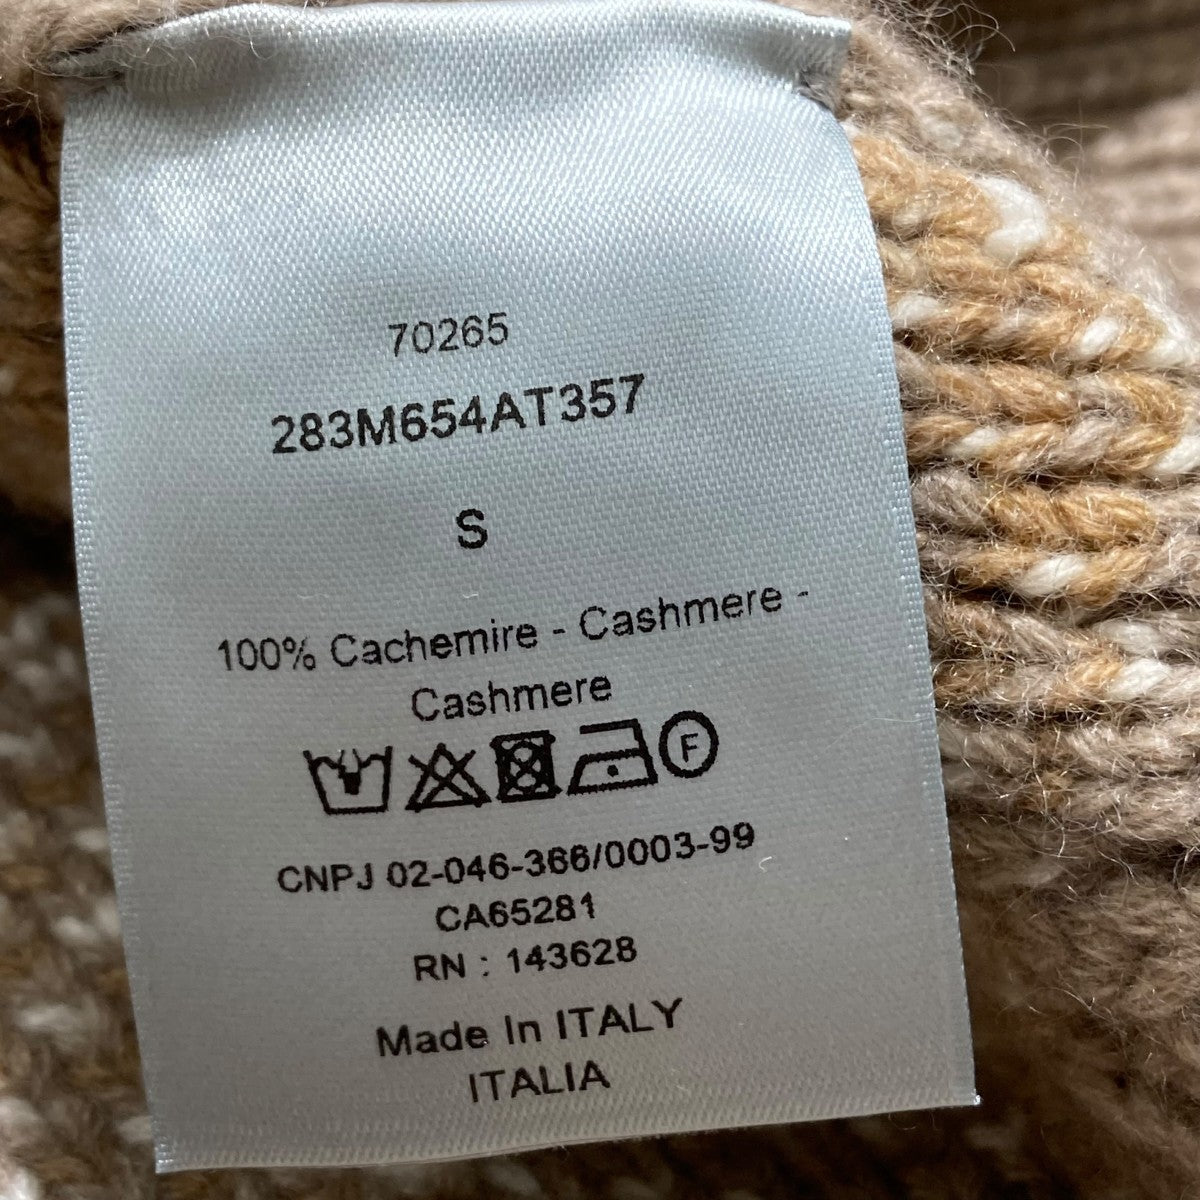 70265
283M654AT357
S
100% Cachemire - Cashmere -
Cashmere
F
CNPJ 02-046-366/0003-99
CA65281
RN : 143628
Made In ITALY
ITALIA